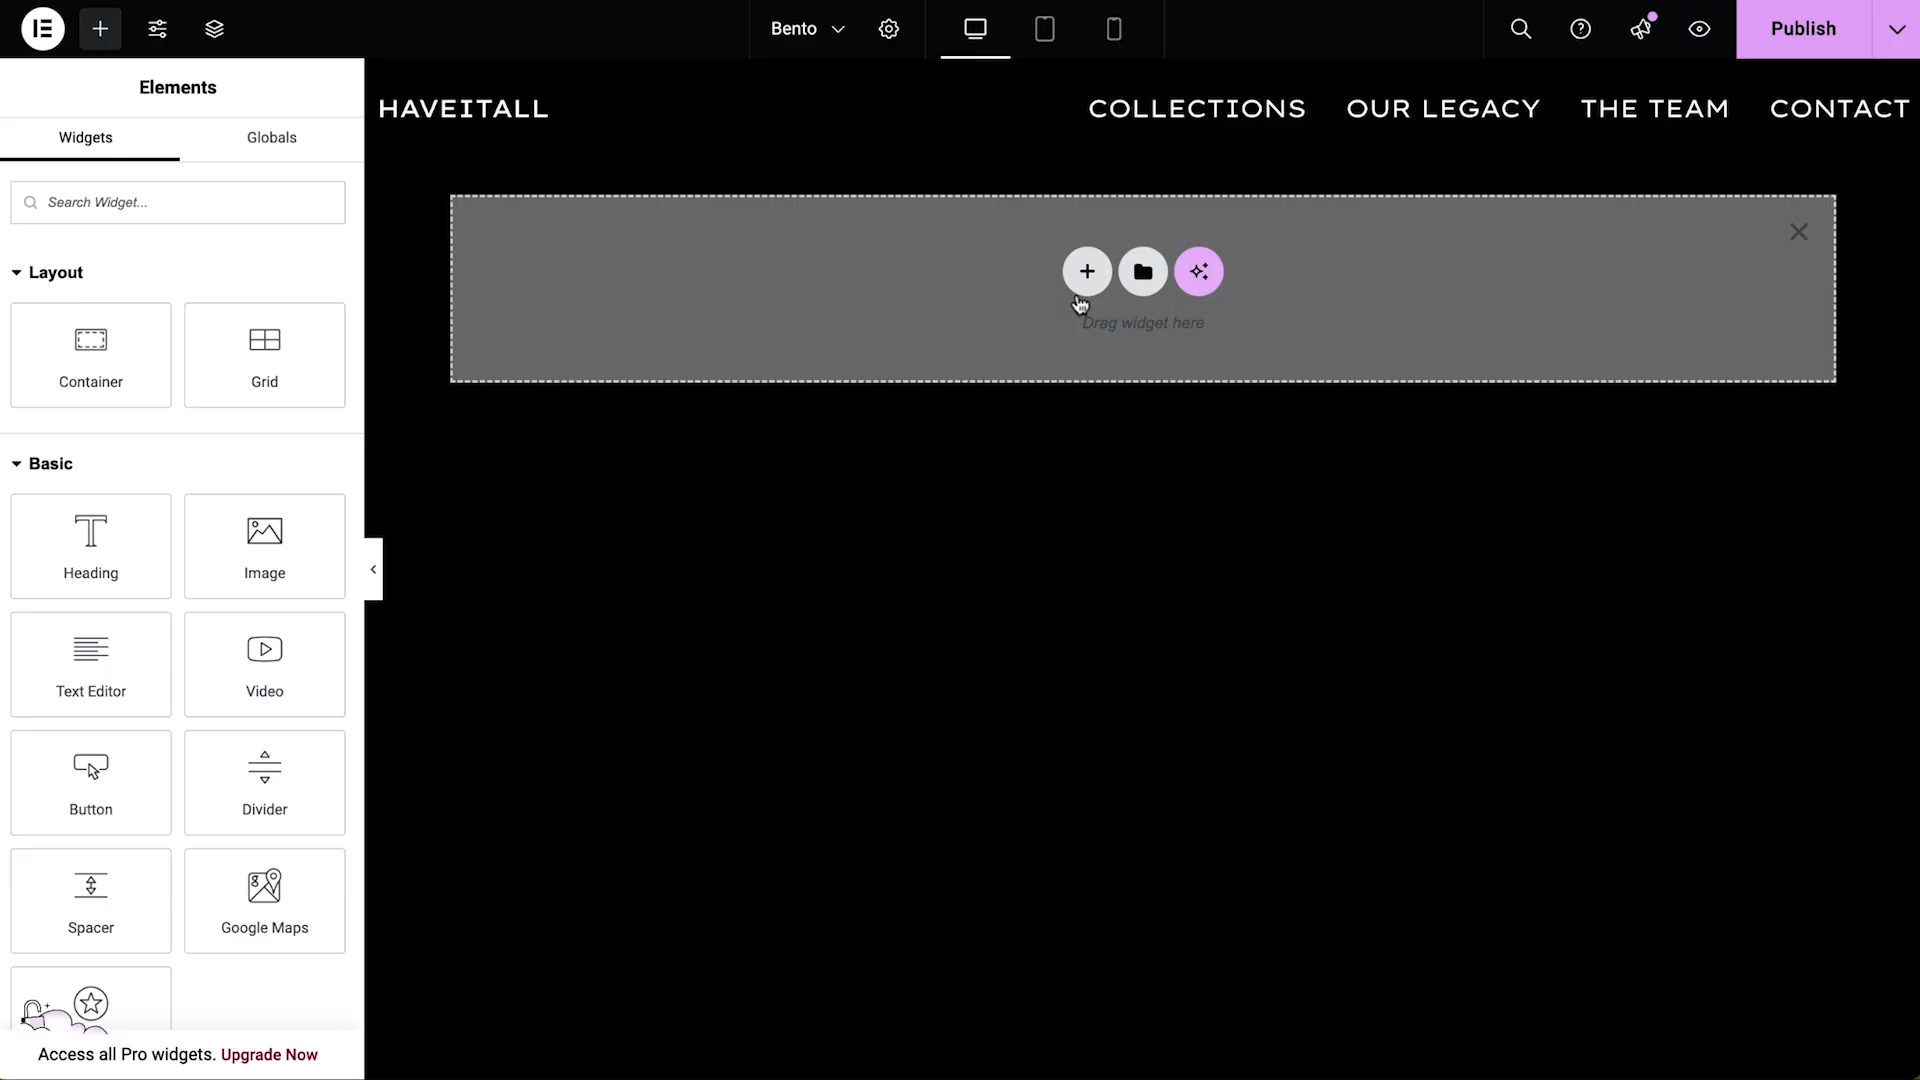 Bento
Publish
Elements
Widgets
Globals
Search Widget...
Layout
Container
Grid
Basic
Heading
Image
Text Editor
Video
Button
Divider
Spacer
Google Maps
Access all Pro widgets. Upgrade Now
HAVEITALL
COLLECTIONS
OUR LEGACY
THE TEAM
CONTACT
Drag widget here